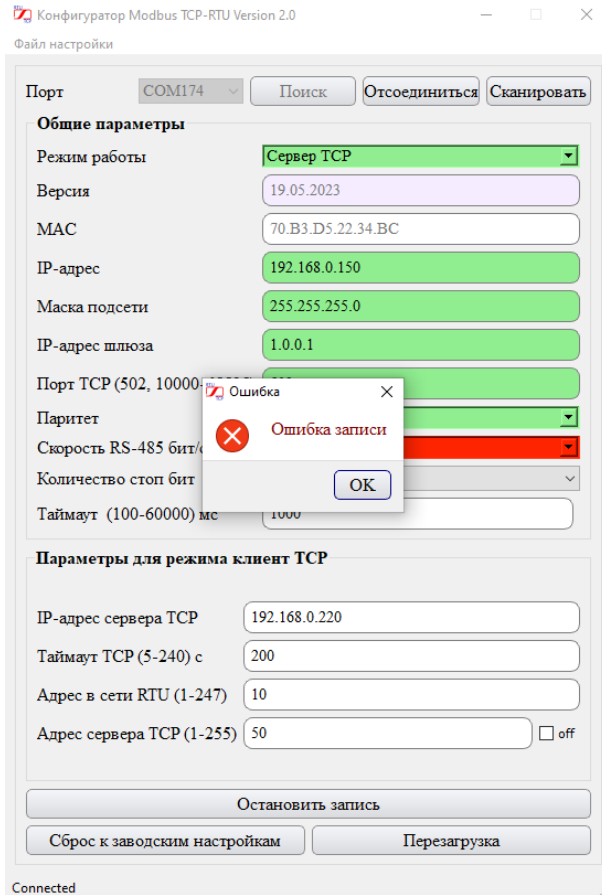 Конфигуратор Modbus TCP-RTU Version 2.0
Файл настройки
Порт COM174 Поиск Отсоединиться Сканировать
Общие параметры
Режим работы Сервер TCP
Версия 19.05.2023
MAC 70.B3.D5.22.34.BC
IP-адрес 192.168.0.150
Маска подсети 255.255.255.0
IP-адрес шлюза 1.0.0.1
Порт TCP (502, 10000-
Ошибка
Паритет
Ошибка записи
Скорость RS-485 бит/с
Количество стоп бит
OK
Таймаут (100-60000) мс 1000
Параметры для режима клиент TCP
IP-адрес сервера TCP 192.168.0.220
Таймаут TCP (5-240) с 200
Адрес в сети RTU (1-247) 10
Адрес сервера TCP (1-255) 50 off
Остановить запись
Сброс к заводским настройкам Перезагрузка
Connected